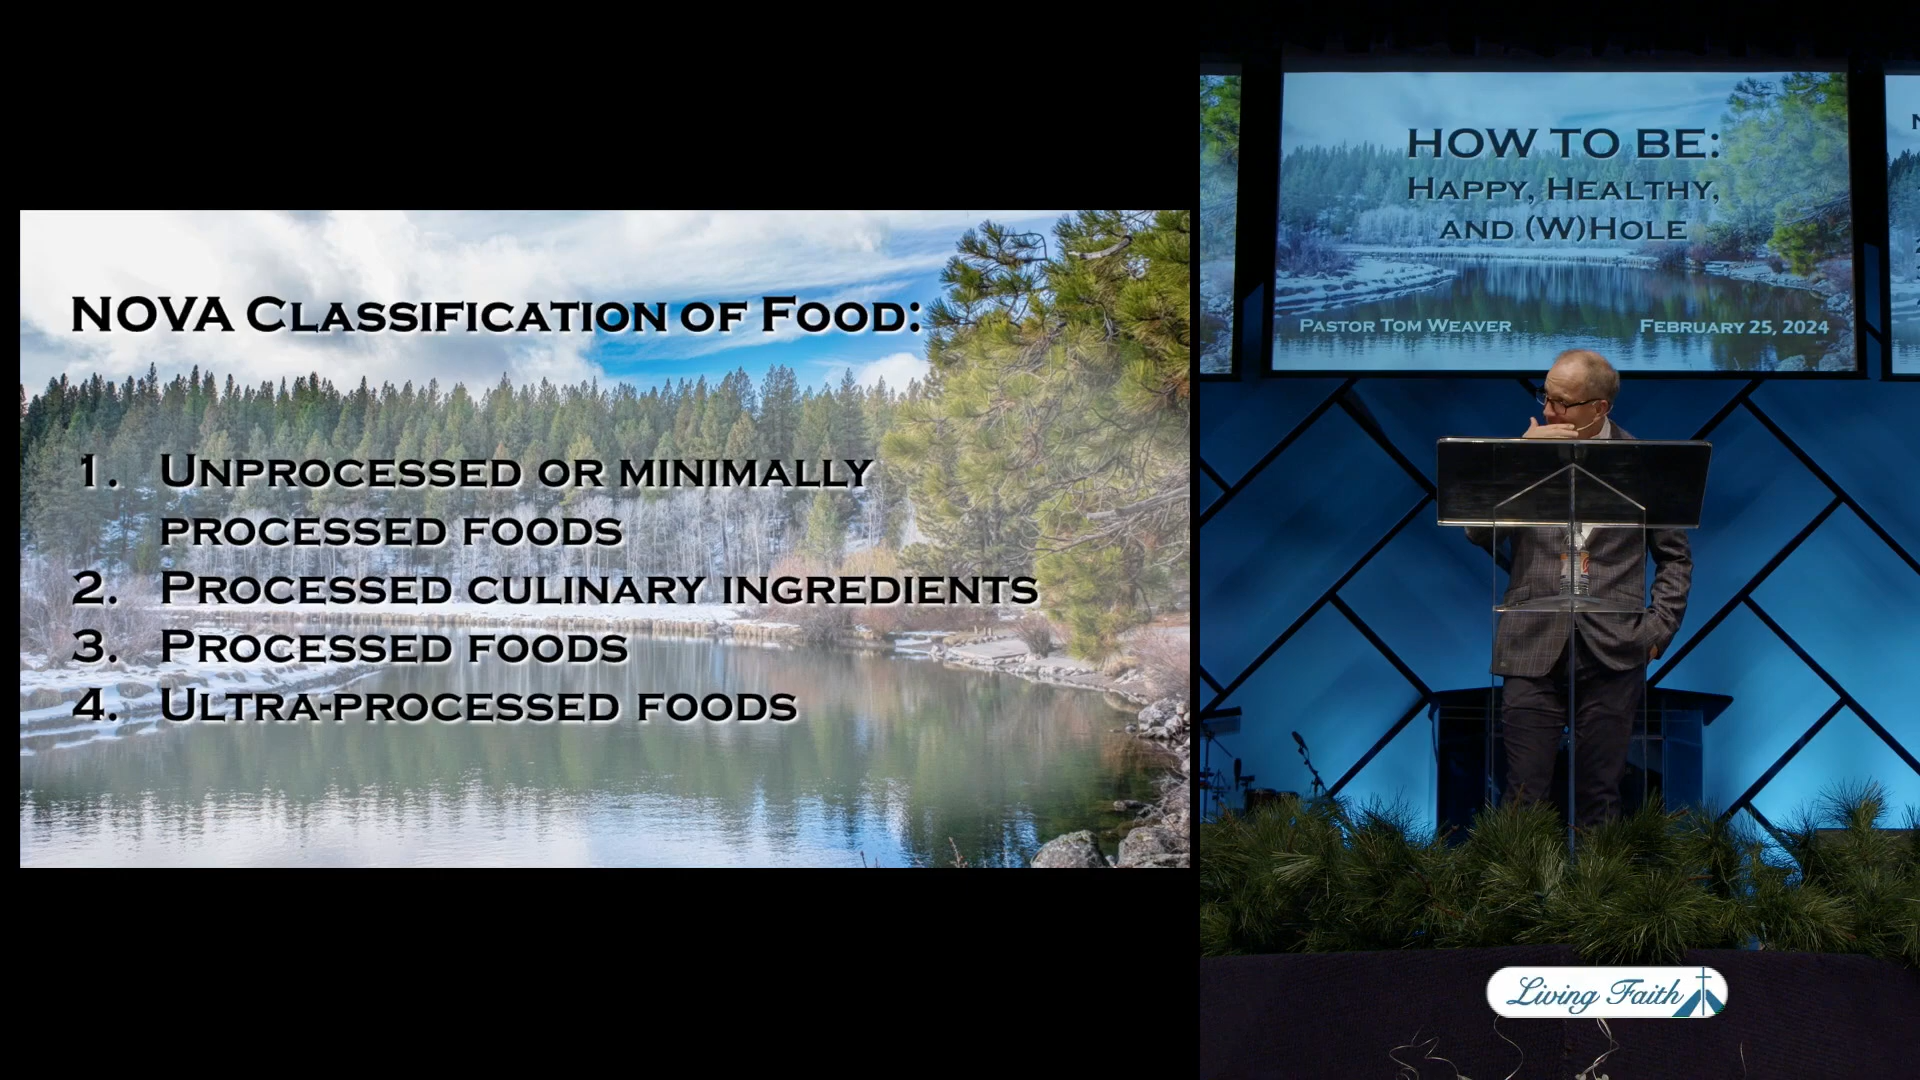 NOVA Classification of Food:
1. Unprocessed or minimally
processed foods
2. Processed culinary ingredients
3. Processed foods
4. Ultra-processed foods
HOW TO BE:
Happy, Healthy,
and (W)Hole
Pastor Tom Weaver
February 25, 2024
Living Faith